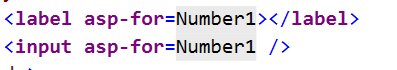 <label asp-for=Number1></label>
<input asp-for=Number1 />